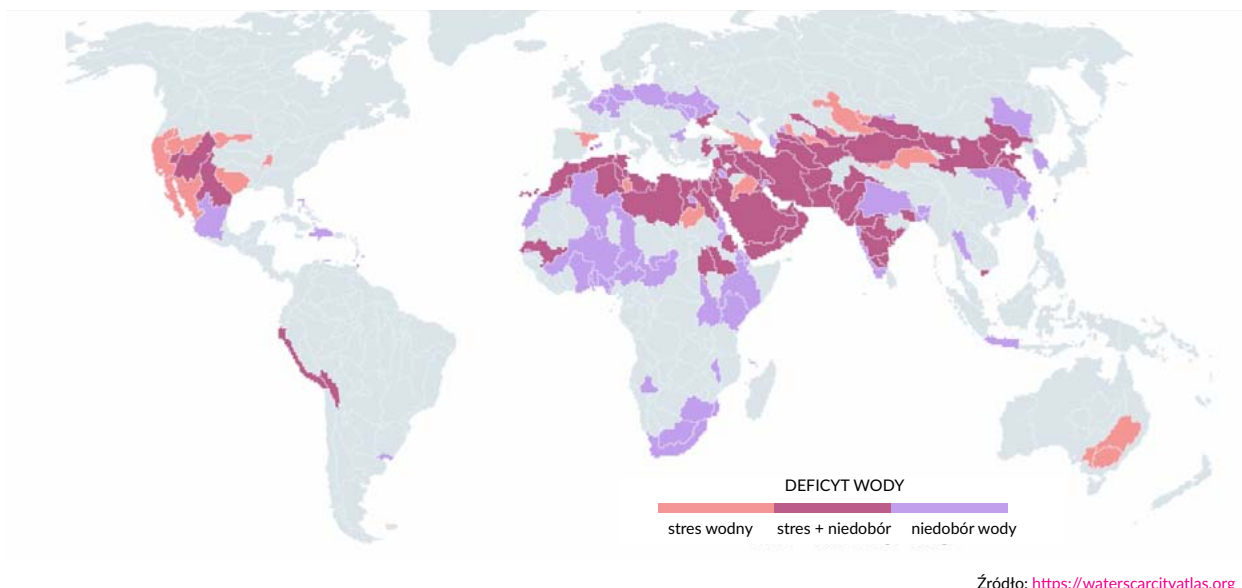 DEFICYT WODY
stres wodny stres + niedobór niedobór wody
Źródło: https://waterscarcityatlas.org